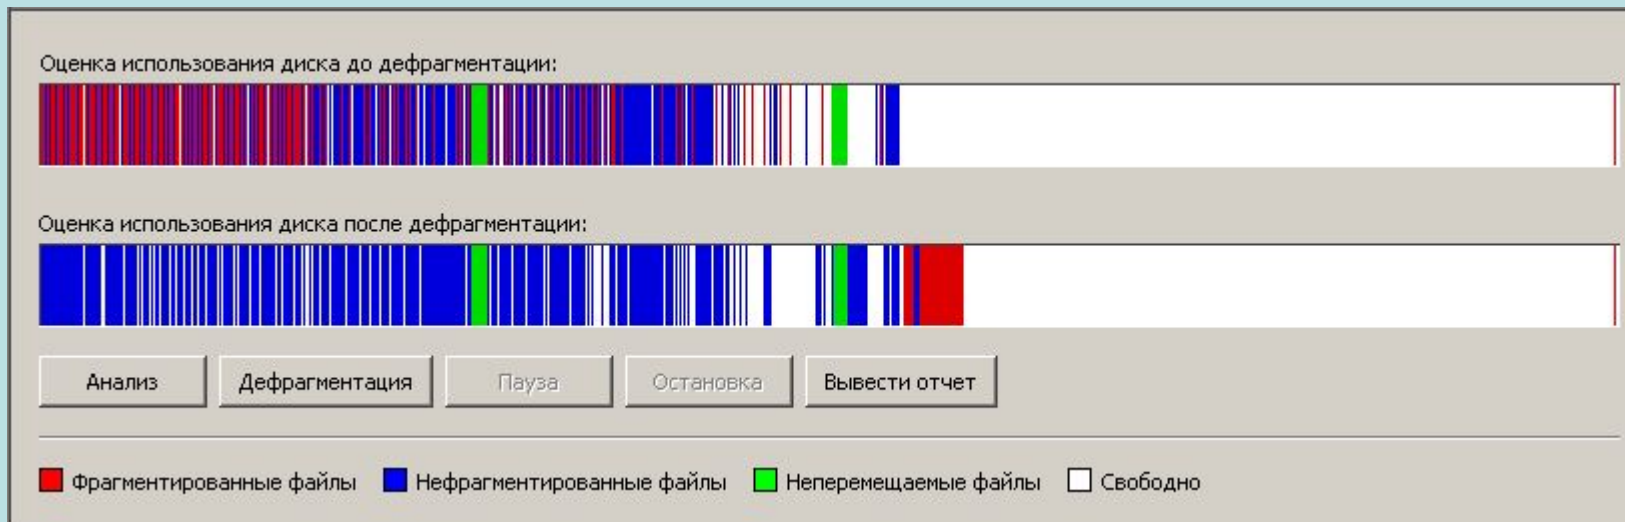 Оценка использования диска до дефрагментации:
Оценка использования диска после дефрагментации:
Анализ Дефрагментация Пауза Остановка Вывести отчет
Фрагментированные файлы Нефрагментированные файлы Неперемещаемые файлы Свободно